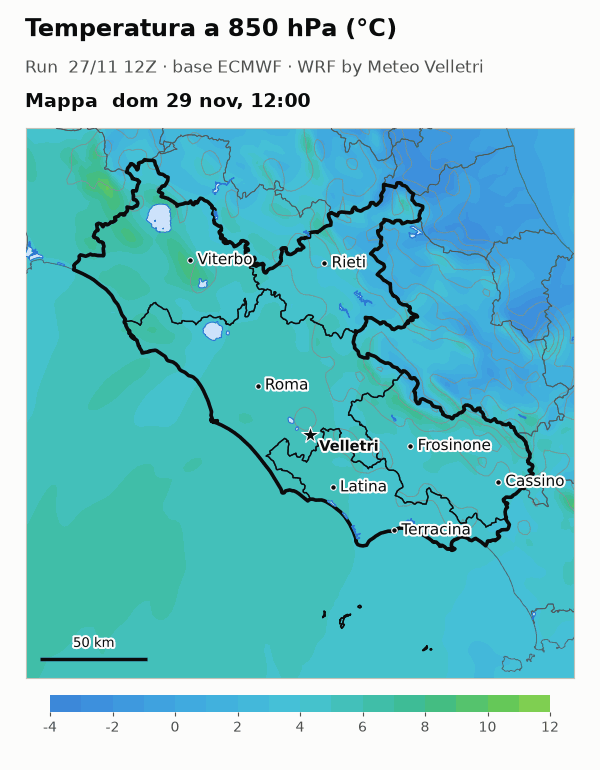 Temperatura a 850 hPa (°C)
Run  27/11 12Z · base ECMWF · WRF by Meteo Velletri
Mappa  dom 29 nov, 12:00
Viterbo
Rieti
Roma
Velletri
Frosinone
Latina
Cassino
Terracina
50 km
-4 -2 0 2 4 6 8 10 12